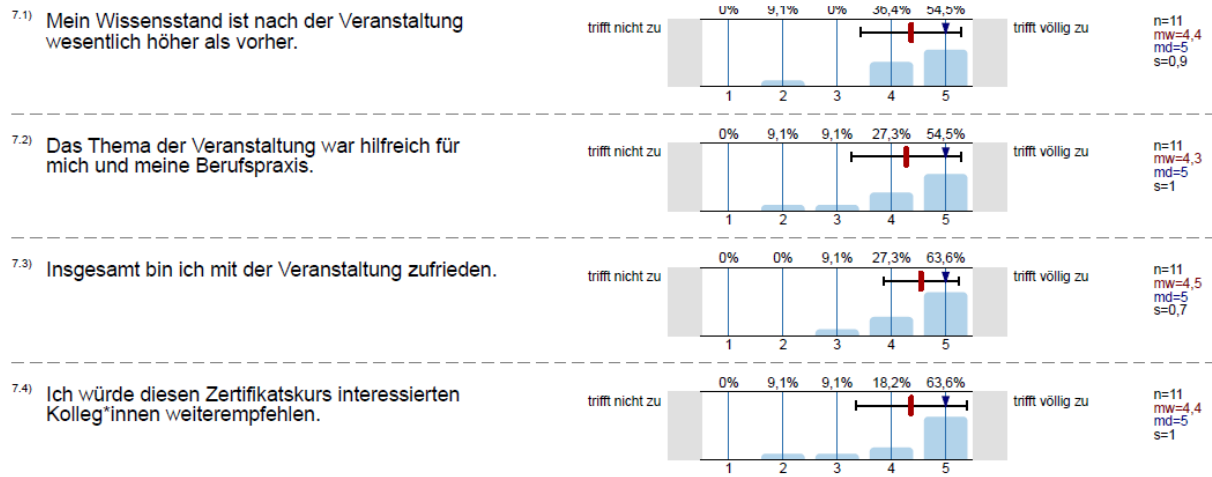 7.1) Mein Wissensstand ist nach der Veranstaltung
wesentlich höher als vorher.
trifft nicht zu
0% 9,1% 0% 36,4% 54,5%
1 2 3 4 5
trifft völlig zu
n=11
mw=4,4
md=5
s=0,9
7.2) Das Thema der Veranstaltung war hilfreich für
mich und meine Berufspraxis.
trifft nicht zu
0% 9,1% 9,1% 27,3% 54,5%
1 2 3 4 5
trifft völlig zu
n=11
mw=4,3
md=5
s=1
7.3) Insgesamt bin ich mit der Veranstaltung zufrieden.
trifft nicht zu
0% 0% 9,1% 27,3% 63,6%
1 2 3 4 5
trifft völlig zu
n=11
mw=4,5
md=5
s=0,7
7.4) Ich würde diesen Zertifikatskurs interessierten
Kolleg*innen weiterempfehlen.
trifft nicht zu
0% 9,1% 9,1% 18,2% 63,6%
1 2 3 4 5
trifft völlig zu
n=11
mw=4,4
md=5
s=1